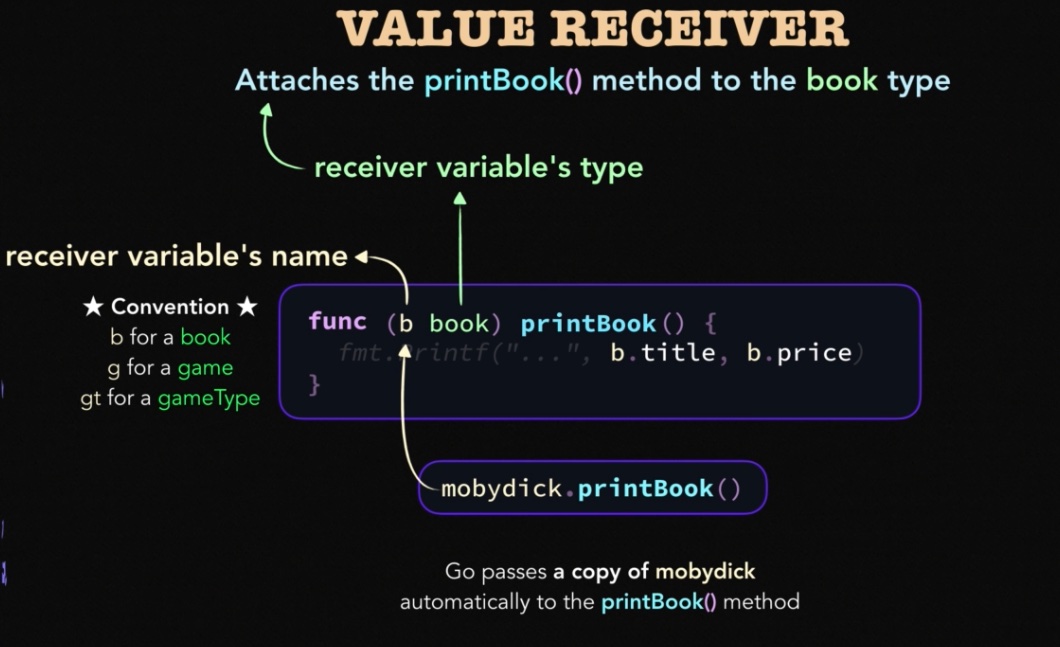 VALUE RECEIVER
Attaches the printBook() method to the book type
receiver variable's type
receiver variable's name
★ Convention ★
b for a book
g for a game
gt for a gameType
func (b book) printBook() {
fmt.Printf("...", b.title, b.price)
}
mobydick.printBook()
Go passes a copy of mobydick
automatically to the printBook() method